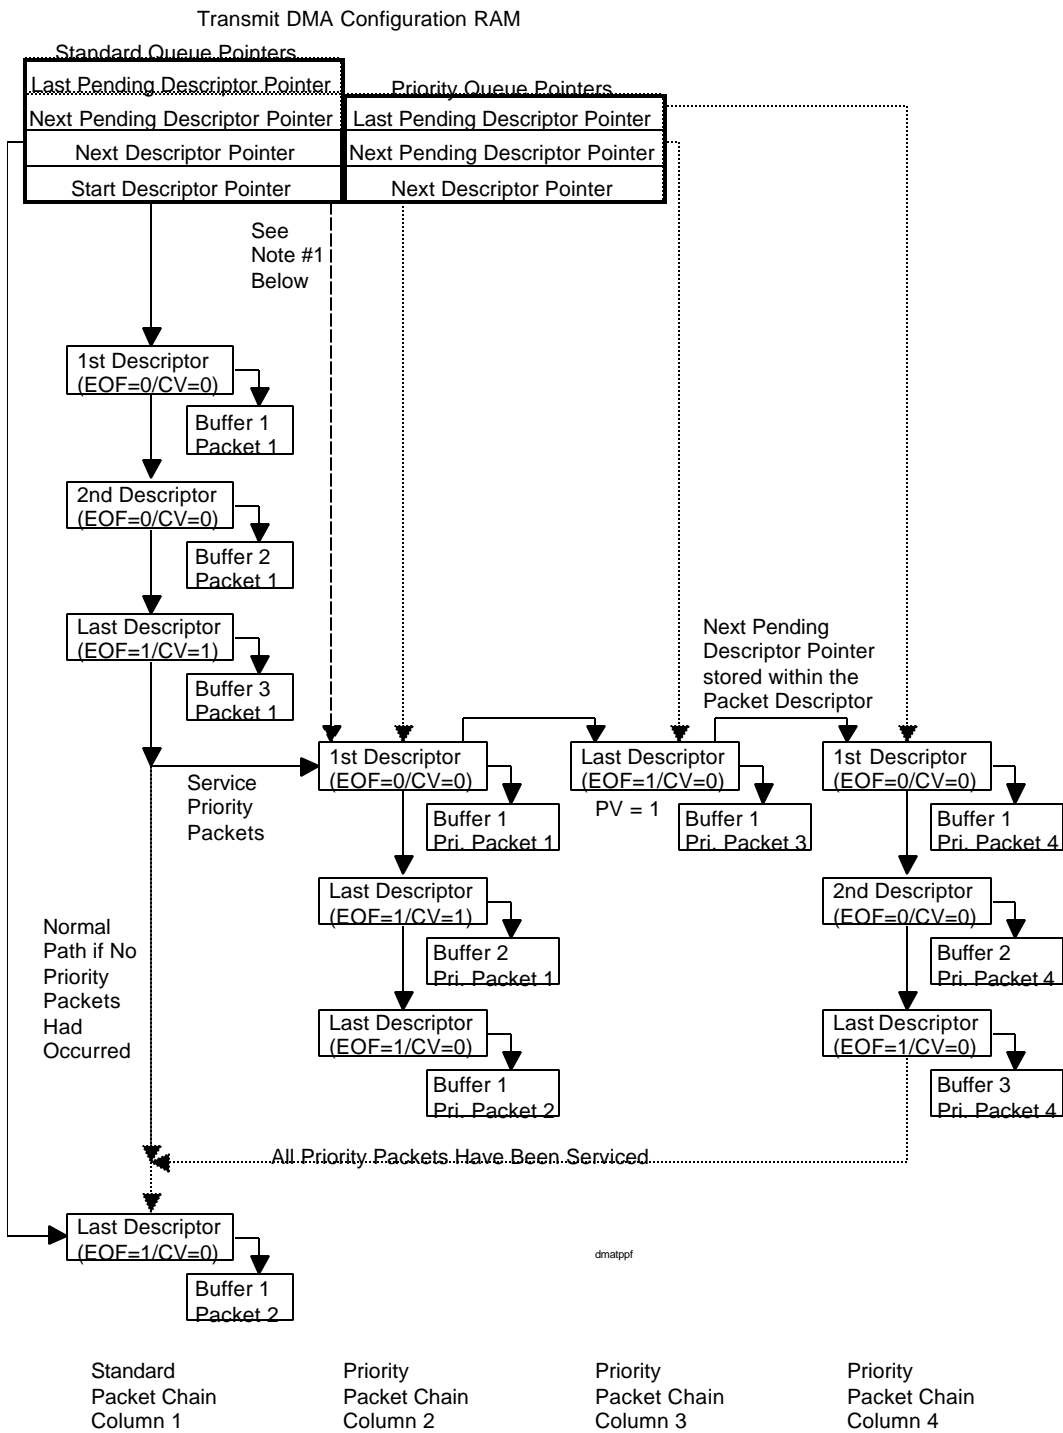 Transmit DMA Configuration RAM
Standard Queue Pointers
Last Pending Descriptor Pointer
Next Pending Descriptor Pointer
Next Descriptor Pointer
Start Descriptor Pointer
Priority Queue Pointers
Last Pending Descriptor Pointer
Next Pending Descriptor Pointer
Next Descriptor Pointer
See
Note #1
Below
1st Descriptor
(EOF=0/CV=0)
Buffer 1
Packet 1
2nd Descriptor
(EOF=0/CV=0)
Buffer 2
Packet 1
Last Descriptor
(EOF=1/CV=1)
Buffer 3
Packet 1
Next Pending
Descriptor Pointer
stored within the
Packet Descriptor
Service
Priority
Packets
1st Descriptor
(EOF=0/CV=0)
Buffer 1
Pri. Packet 1
Last Descriptor
(EOF=1/CV=1)
Buffer 2
Pri. Packet 1
Last Descriptor
(EOF=1/CV=0)
Buffer 1
Pri. Packet 2
Last Descriptor
(EOF=1/CV=0)
PV = 1
Buffer 1
Pri. Packet 3
1st Descriptor
(EOF=0/CV=0)
Buffer 1
Pri. Packet 4
2nd Descriptor
(EOF=0/CV=0)
Buffer 2
Pri. Packet 4
Last Descriptor
(EOF=1/CV=0)
Buffer 3
Pri. Packet 4
Normal
Path if No
Priority
Packets
Had
Occurred
All Priority Packets Have Been Serviced
Last Descriptor
(EOF=1/CV=0)
Buffer 1
Packet 2
dmatppf
Standard
Packet Chain
Column 1
Priority
Packet Chain
Column 2
Priority
Packet Chain
Column 3
Priority
Packet Chain
Column 4